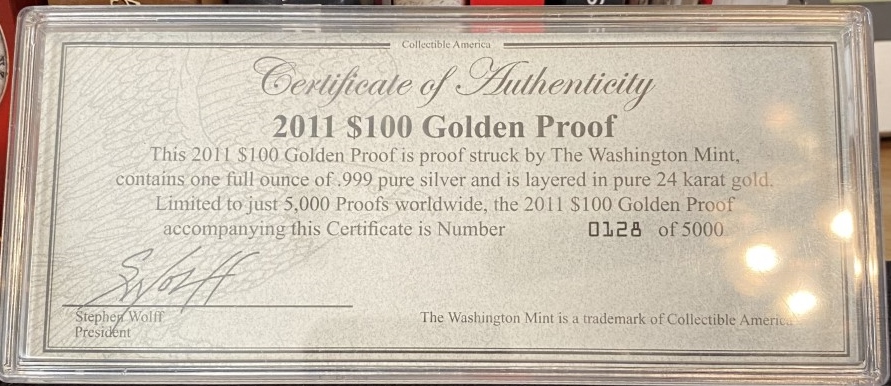 Collectible America
Certificate of Authenticity
2011 $100 Golden Proof
This 2011 $100 Golden Proof is proof struck by The Washington Mint,
contains one full ounce of .999 pure silver and is layered in pure 24 karat gold.
Limited to just 5,000 Proofs worldwide, the 2011 $100 Golden Proof
accompanying this Certificate is Number 0128 of 5000
SWolff
Stephen Wolff
President
The Washington Mint is a trademark of Collectible America